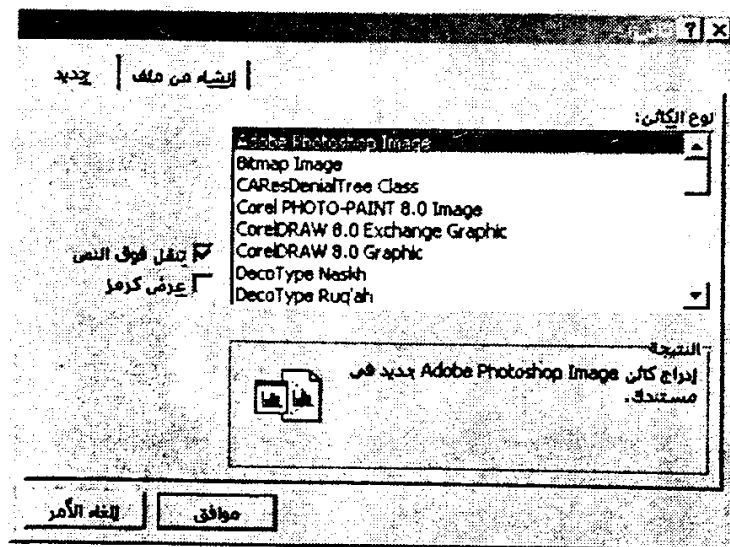 إنشاء من ملف
جديد
نوع الكائن:
Adobe Photoshop Image
Bitmap Image
CAResDenialTree Class
Corel PHOTO-PAINT 8.0 Image
CorelDRAW 8.0 Exchange Graphic
CorelDRAW 8.0 Graphic
DecoType Naskh
DecoType Ruq'ah
تنقل فوق النص
عرض كرمز
النتيجة
إدراج كائن Adobe Photoshop Image جديد في
مستندك.
موافق
إلغاء الأمر